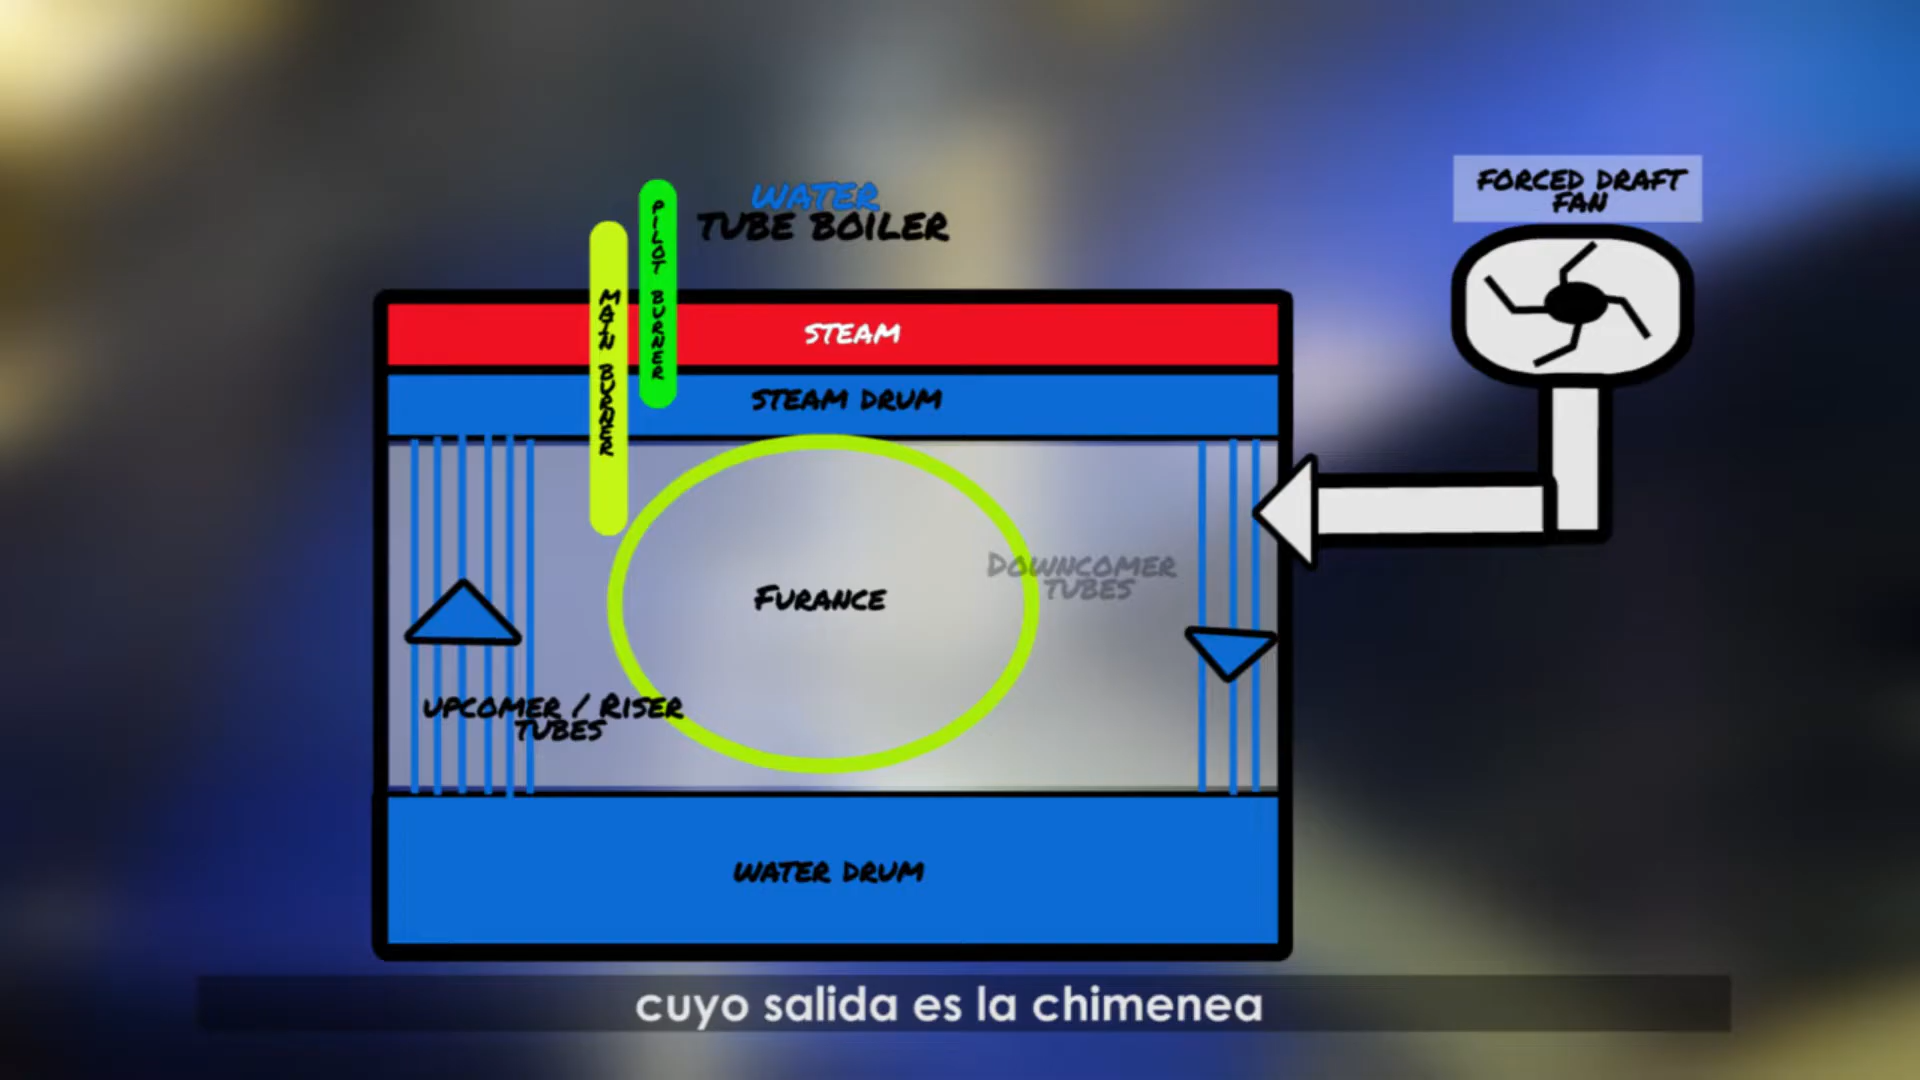 FORCED DRAFT
FAN
WATER
TUBE BOILER
PILOT BURNER
MAIN BURNER
STEAM
STEAM DRUM
DOWNCOMER
TUBES
FURANCE
UPCOMER / RISER
TUBES
WATER DRUM
cuyo salida es la chimenea